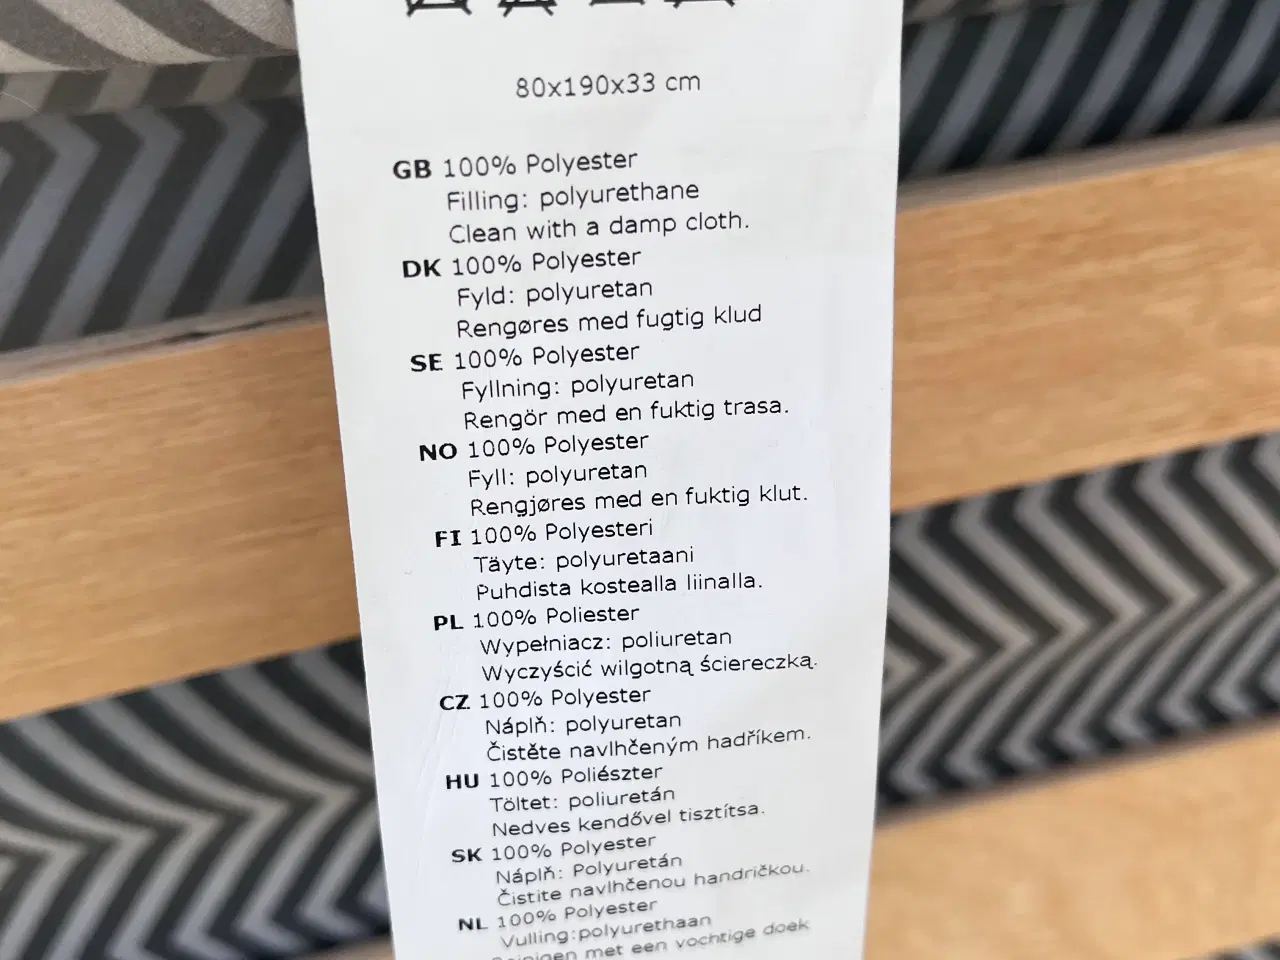 80x190x33 cm
GB 100% Polyester
Filling: polyurethane
Clean with a damp cloth.
DK 100% Polyester
Fyld: polyuretan
Rengøres med fugtig klud
SE 100% Polyester
Fyllning: polyuretan
Rengör med en fuktig trasa.
NO 100% Polyester
Fyll: polyuretan
Rengjøres med en fuktig klut.
FI 100% Polyesteri
Täyte: polyuretaani
Puhdista kostealla liinalla.
PL 100% Poliester
Wypełniacz: poliuretan
Wyczyścić wilgotną ściereczką.
CZ 100% Polyester
Náplň: polyuretan
Čistěte navlhčeným hadříkem.
HU 100% Poliészter
Töltet: poliuretán
Nedves kendővel tisztítsa.
SK 100% Polyester
Náplň: Polyuretán
Čistite navlhčenou handričkou.
NL 100% Polyester
Vulling:polyurethaan
met een vochtige doek